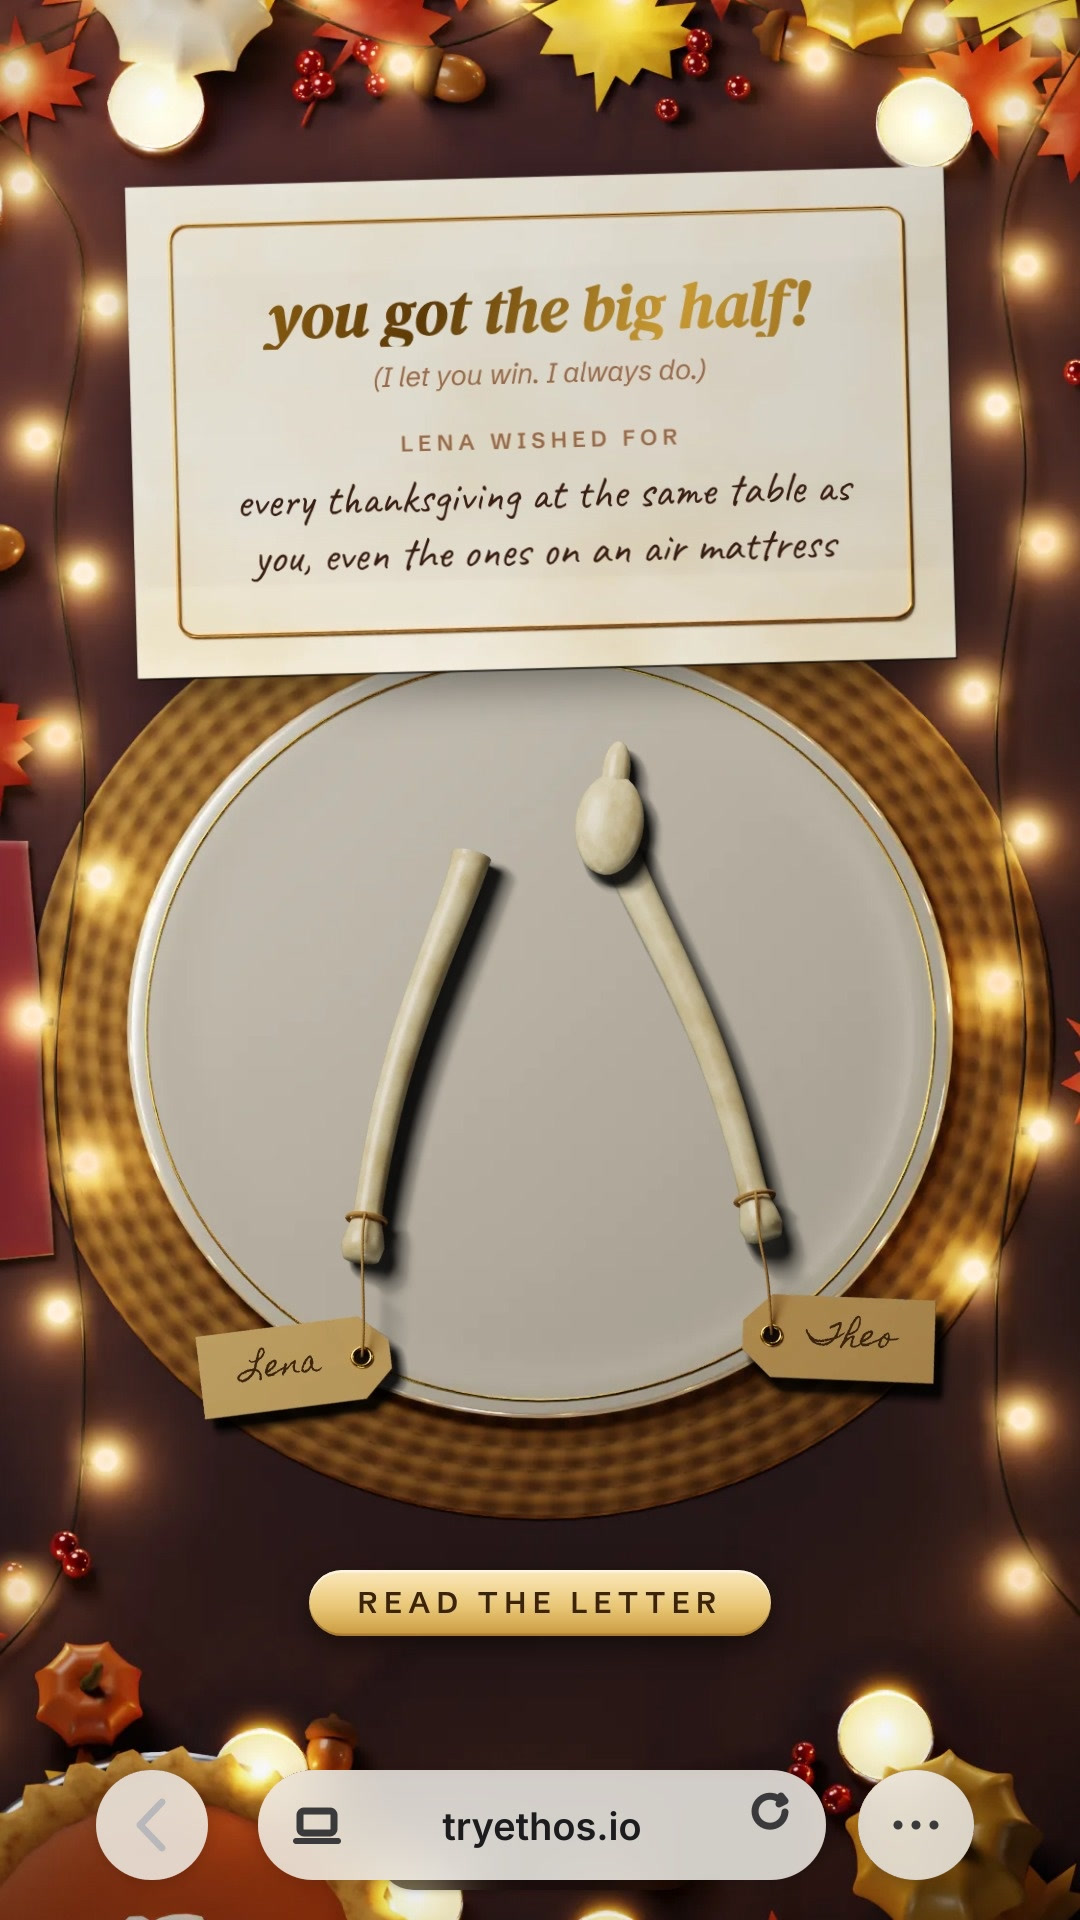 you got the big half!
(I let you win. I always do.)
LENA WISHED FOR
every thanksgiving at the same table as
you, even the ones on an air mattress
Lena
Theo
READ THE LETTER
tryethos.io